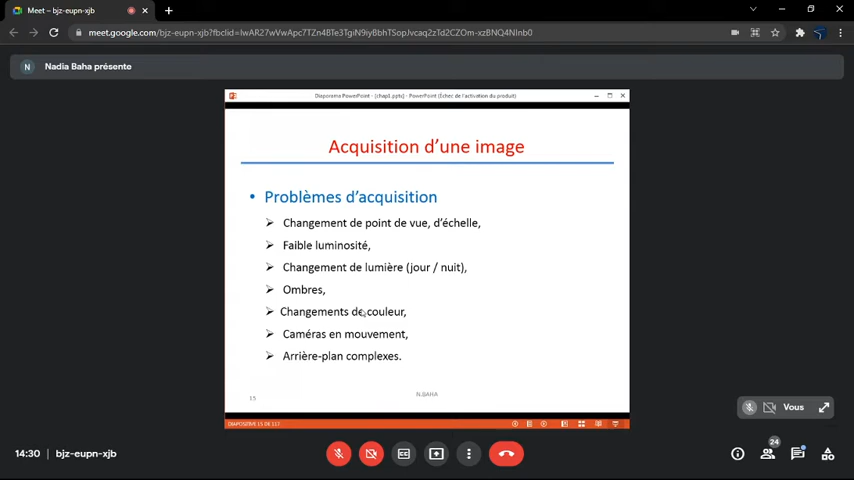 Meet – bjz-eupn-xjb
meet.google.com/bjz-eupn-xjb?fbclid=IwAR27wVwApc7TZn4BTe3TgiN9iyBbhTSopJvcaq2zTd2CZOm-xzBNQ4NInb0
N Nadia Baha présente
Diaporama PowerPoint - [chap1.pptx] - PowerPoint (Échec de l'activation du produit)
Acquisition d'une image
• Problèmes d'acquisition
➢ Changement de point de vue, d'échelle,
➢ Faible luminosité,
➢ Changement de lumière (jour / nuit),
➢ Ombres,
➢ Changements de couleur,
➢ Caméras en mouvement,
➢ Arrière-plan complexes.
15
N.BAHA
DIAPOSITIVE 15 DE 117
Vous
14:30 bjz-eupn-xjb
24